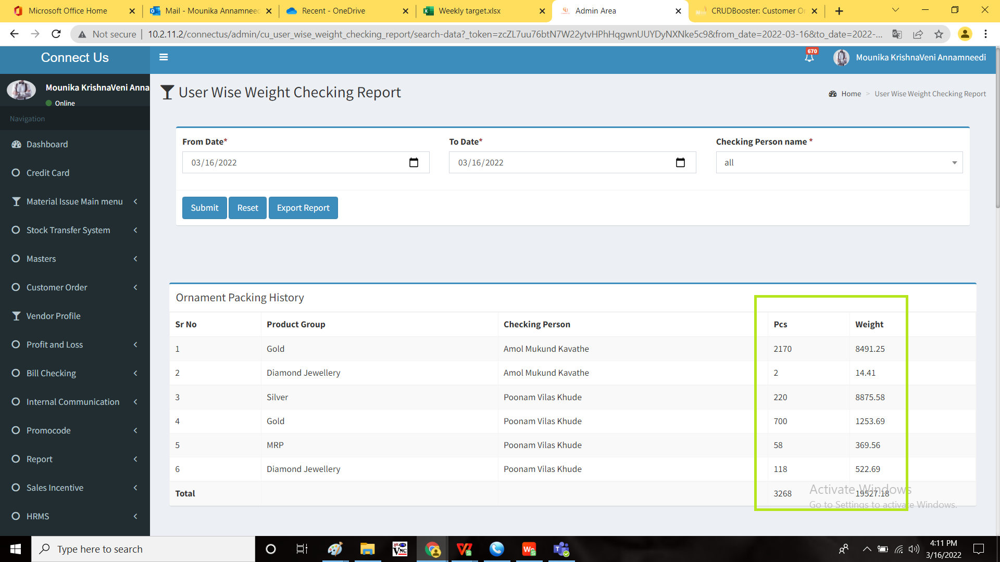 Microsoft Office Home
Mail - Mounika Annamneed
Recent - OneDrive
Weekly target.xlsx
Admin Area
CRUDBooster: Customer Or
Not secure
10.2.11.2/connectus/admin/cu_user_wise_weight_checking_report/search-data?_token=zcZL7uu76btN7W22ytvHPhHqgwnUUYDyNXNke5c9&from_date=2022-03-16&to_date=2022-...
Connect Us
670
Mounika KrishnaVeni Annamneedi
Mounika KrishnaVeni Anna
Online
Navigation
Dashboard
Credit Card
Material Issue Main menu
Stock Transfer System
Masters
Customer Order
Vendor Profile
Profit and Loss
Bill Checking
Internal Communication
Promocode
Report
Sales Incentive
HRMS
User Wise Weight Checking Report
Home > User Wise Weight Checking Report
From Date* To Date* Checking Person name *
03/16/2022 03/16/2022 all
Submit Reset Export Report
Ornament Packing History
Sr No Product Group Checking Person Pcs Weight
1 Gold Amol Mukund Kavathe 2170 8491.25
2 Diamond Jewellery Amol Mukund Kavathe 2 14.41
3 Silver Poonam Vilas Khude 220 8875.58
4 Gold Poonam Vilas Khude 700 1253.69
5 MRP Poonam Vilas Khude 58 369.56
6 Diamond Jewellery Poonam Vilas Khude 118 522.69
Total 3268 19527.18
Activate Windows
Go to Settings to activate Windows.
Type here to search
4:11 PM
3/16/2022